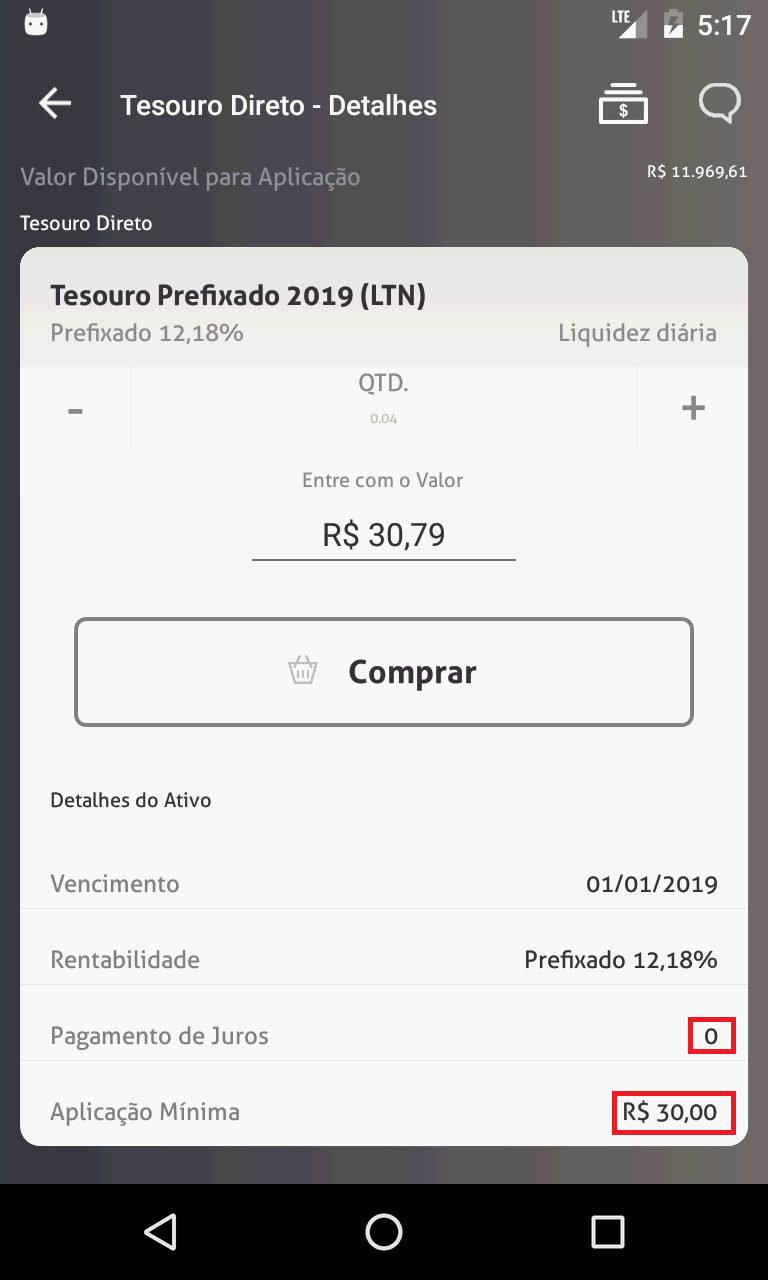 LTE 5:17
Tesouro Direto - Detalhes
$
Valor Disponível para Aplicação R$ 11.969,61
Tesouro Direto
Tesouro Prefixado 2019 (LTN)
Prefixado 12,18% Liquidez diária
QTD.
- 0.04 +
Entre com o Valor
R$ 30,79
Comprar
Detalhes do Ativo
Vencimento 01/01/2019
Rentabilidade Prefixado 12,18%
Pagamento de Juros 0
Aplicação Mínima R$ 30,00